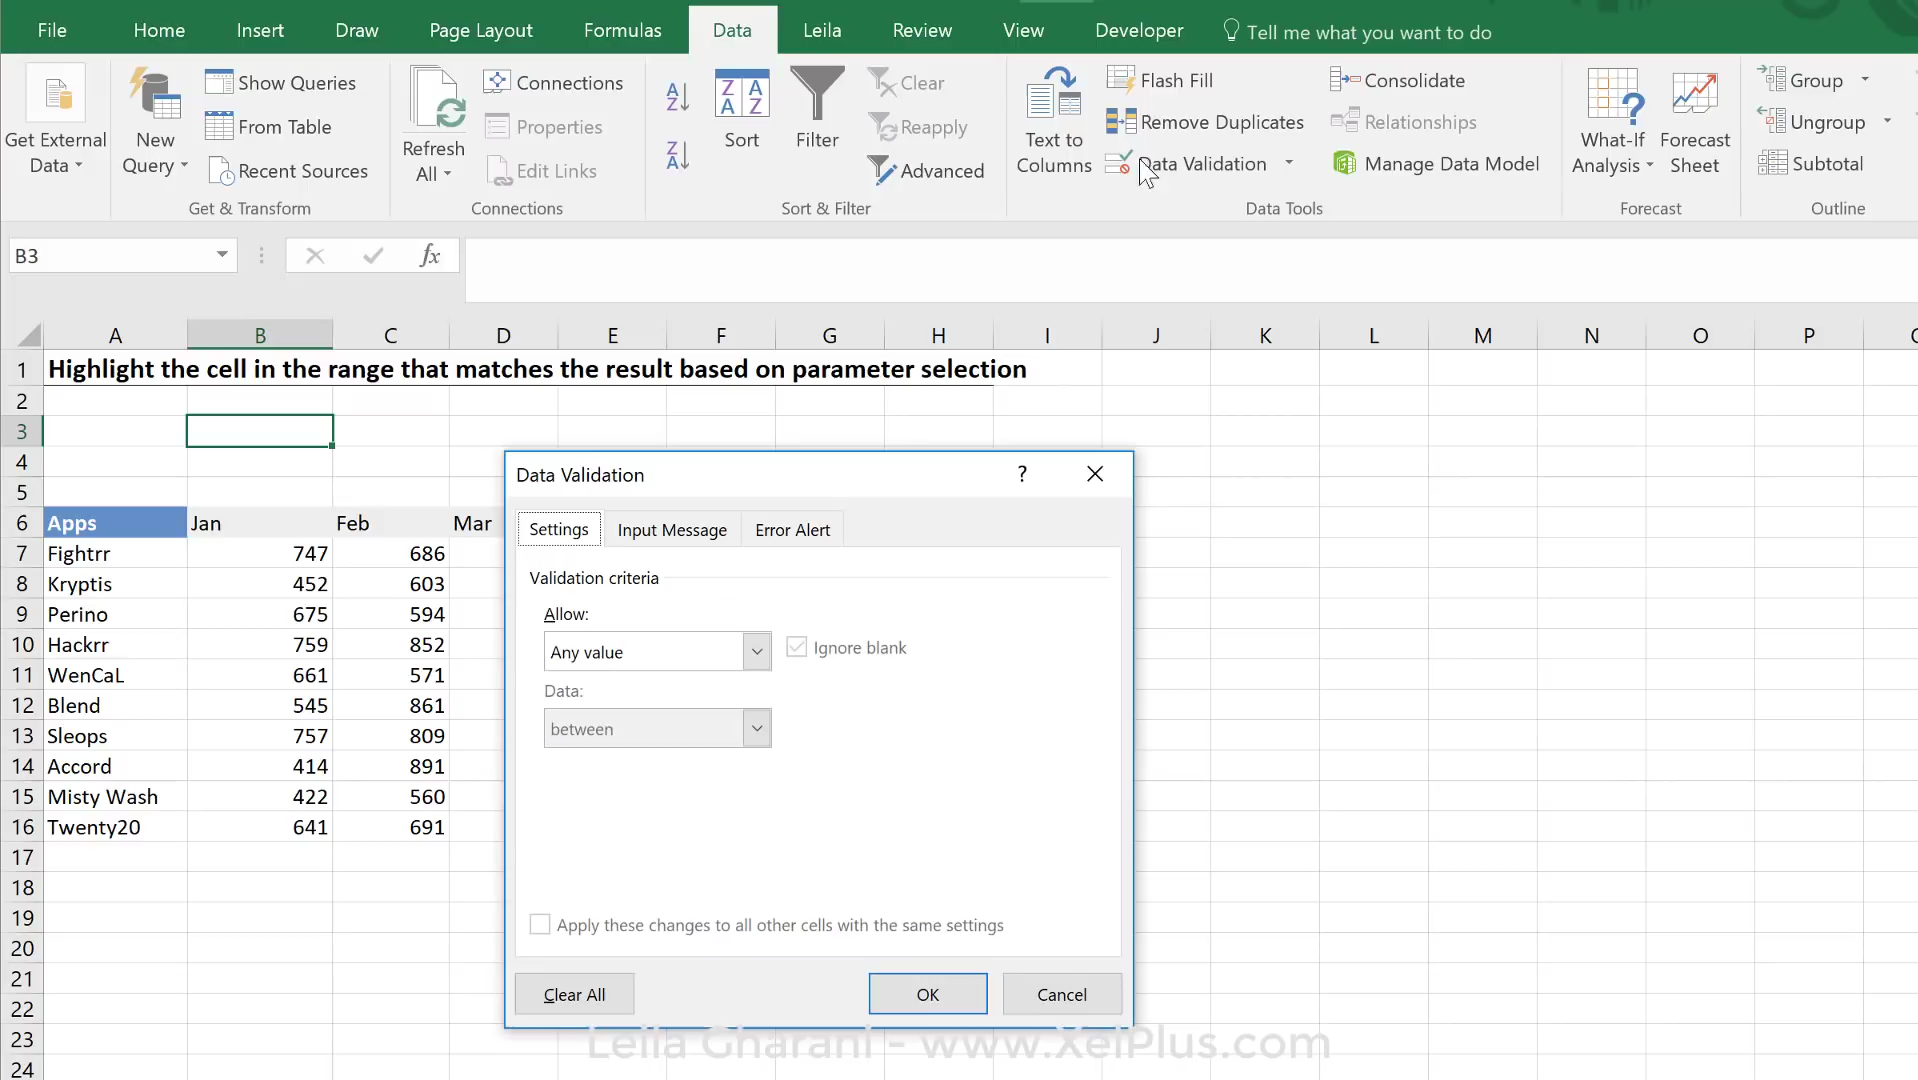 File Home Insert Draw Page Layout Formulas Data Leila Review View Developer Tell me what you want to do
Get External Data
New Query
Show Queries
From Table
Recent Sources
Get & Transform
Refresh All
Connections
Properties
Edit Links
Connections
Sort
Filter
Clear
Reapply
Advanced
Sort & Filter
Text to Columns
Flash Fill
Remove Duplicates
Data Validation
Consolidate
Relationships
Manage Data Model
Data Tools
What-If Analysis
Forecast Sheet
Forecast
Group
Ungroup
Subtotal
Outline
B3 fx
A B C D E F G H I J K L M N O P
1 Highlight the cell in the range that matches the result based on parameter selection
2
3
4
5
6 Apps Jan Feb Mar
7 Fightrr 747 686
8 Kryptis 452 603
9 Perino 675 594
10 Hackrr 759 852
11 WenCaL 661 571
12 Blend 545 861
13 Sleops 757 809
14 Accord 414 891
15 Misty Wash 422 560
16 Twenty20 641 691
17
18
19
20
21
22
23
24
Data Validation ?
Settings Input Message Error Alert
Validation criteria
Allow:
Any value Ignore blank
Data:
between
Apply these changes to all other cells with the same settings
Clear All OK Cancel
Leila Gharani - www.XelPlus.com